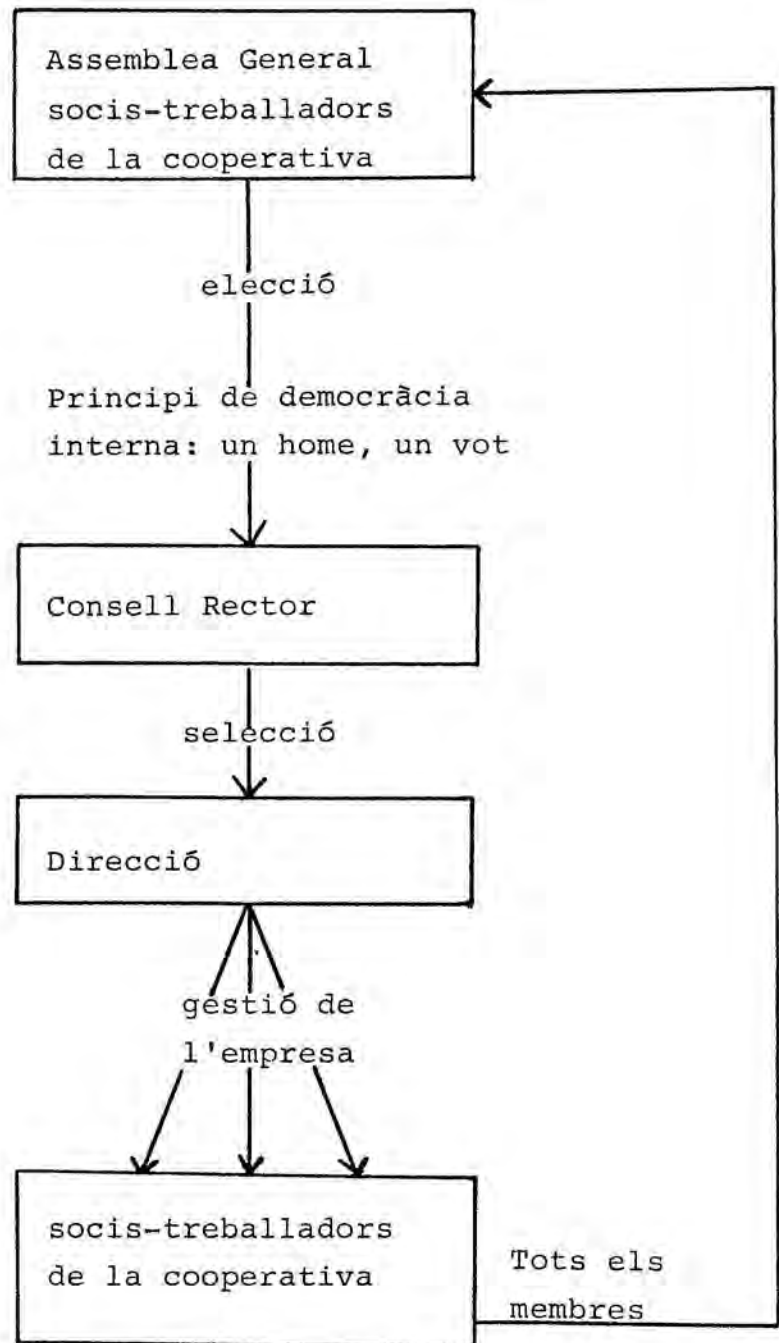 Assemblea General
socis-treballadors
de la cooperativa
elecció
Principi de democràcia
interna: un home, un vot
Consell Rector
selecció
Direcció
gestió de
l'empresa
socis-treballadors
de la cooperativa
Tots els
membres